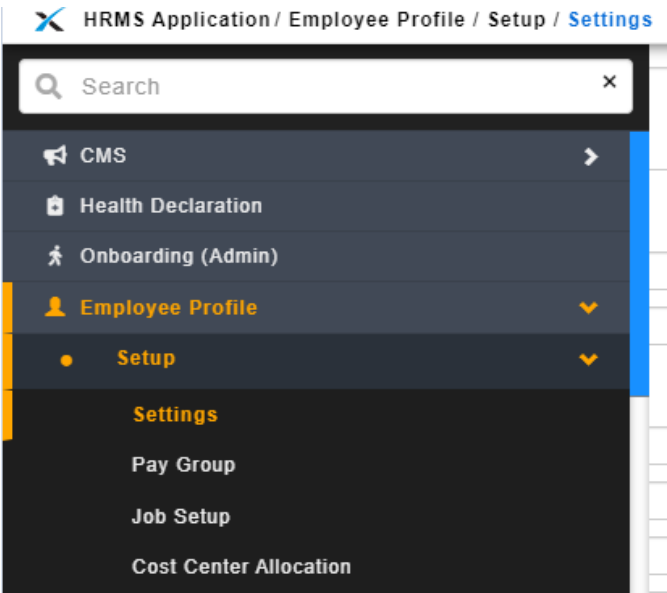 HRMS Application / Employee Profile / Setup / Settings
Search
CMS
Health Declaration
Onboarding (Admin)
Employee Profile
Setup
Settings
Pay Group
Job Setup
Cost Center Allocation